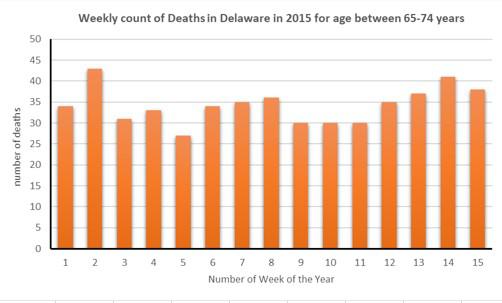 Weekly count of Deaths in Delaware in 2015 for age between 65-74 years
50
45
40
35
30
25
20
15
10
5
0
number of deaths
1 2 3 4 5 6 7 8 9 10 11 12 13 14 15
Number of Week of the Year